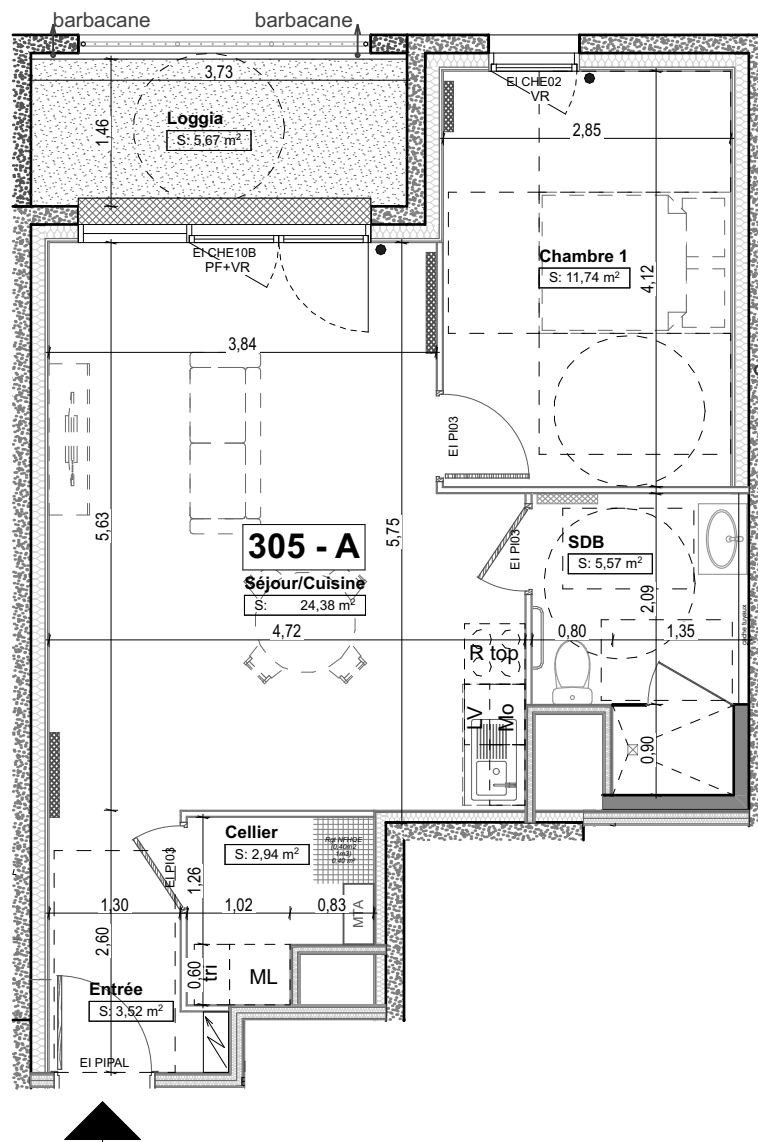 barbacane
barbacane
3,73
1,46
Loggia
S: 5,67 m²
EI CHE02
VR
2,85
EI CHE10B
PF+VR
Chambre 1
S: 11,74 m²
4,12
3,84
EI PI03
5,63
5,75
305 - A
Séjour/Cuisine
S: 24,38 m²
EI PI03
SDB
S: 5,57 m²
2,09
4,72
0,80
1,35
cache tuyaux
R top
LV
Mo
0,90
Cellier
S: 2,94 m²
EI PI03
1,26
1,30
1,02
0,83
MTA
2,60
0,60
tri
ML
Entrée
S: 3,52 m²
EI PIPAL